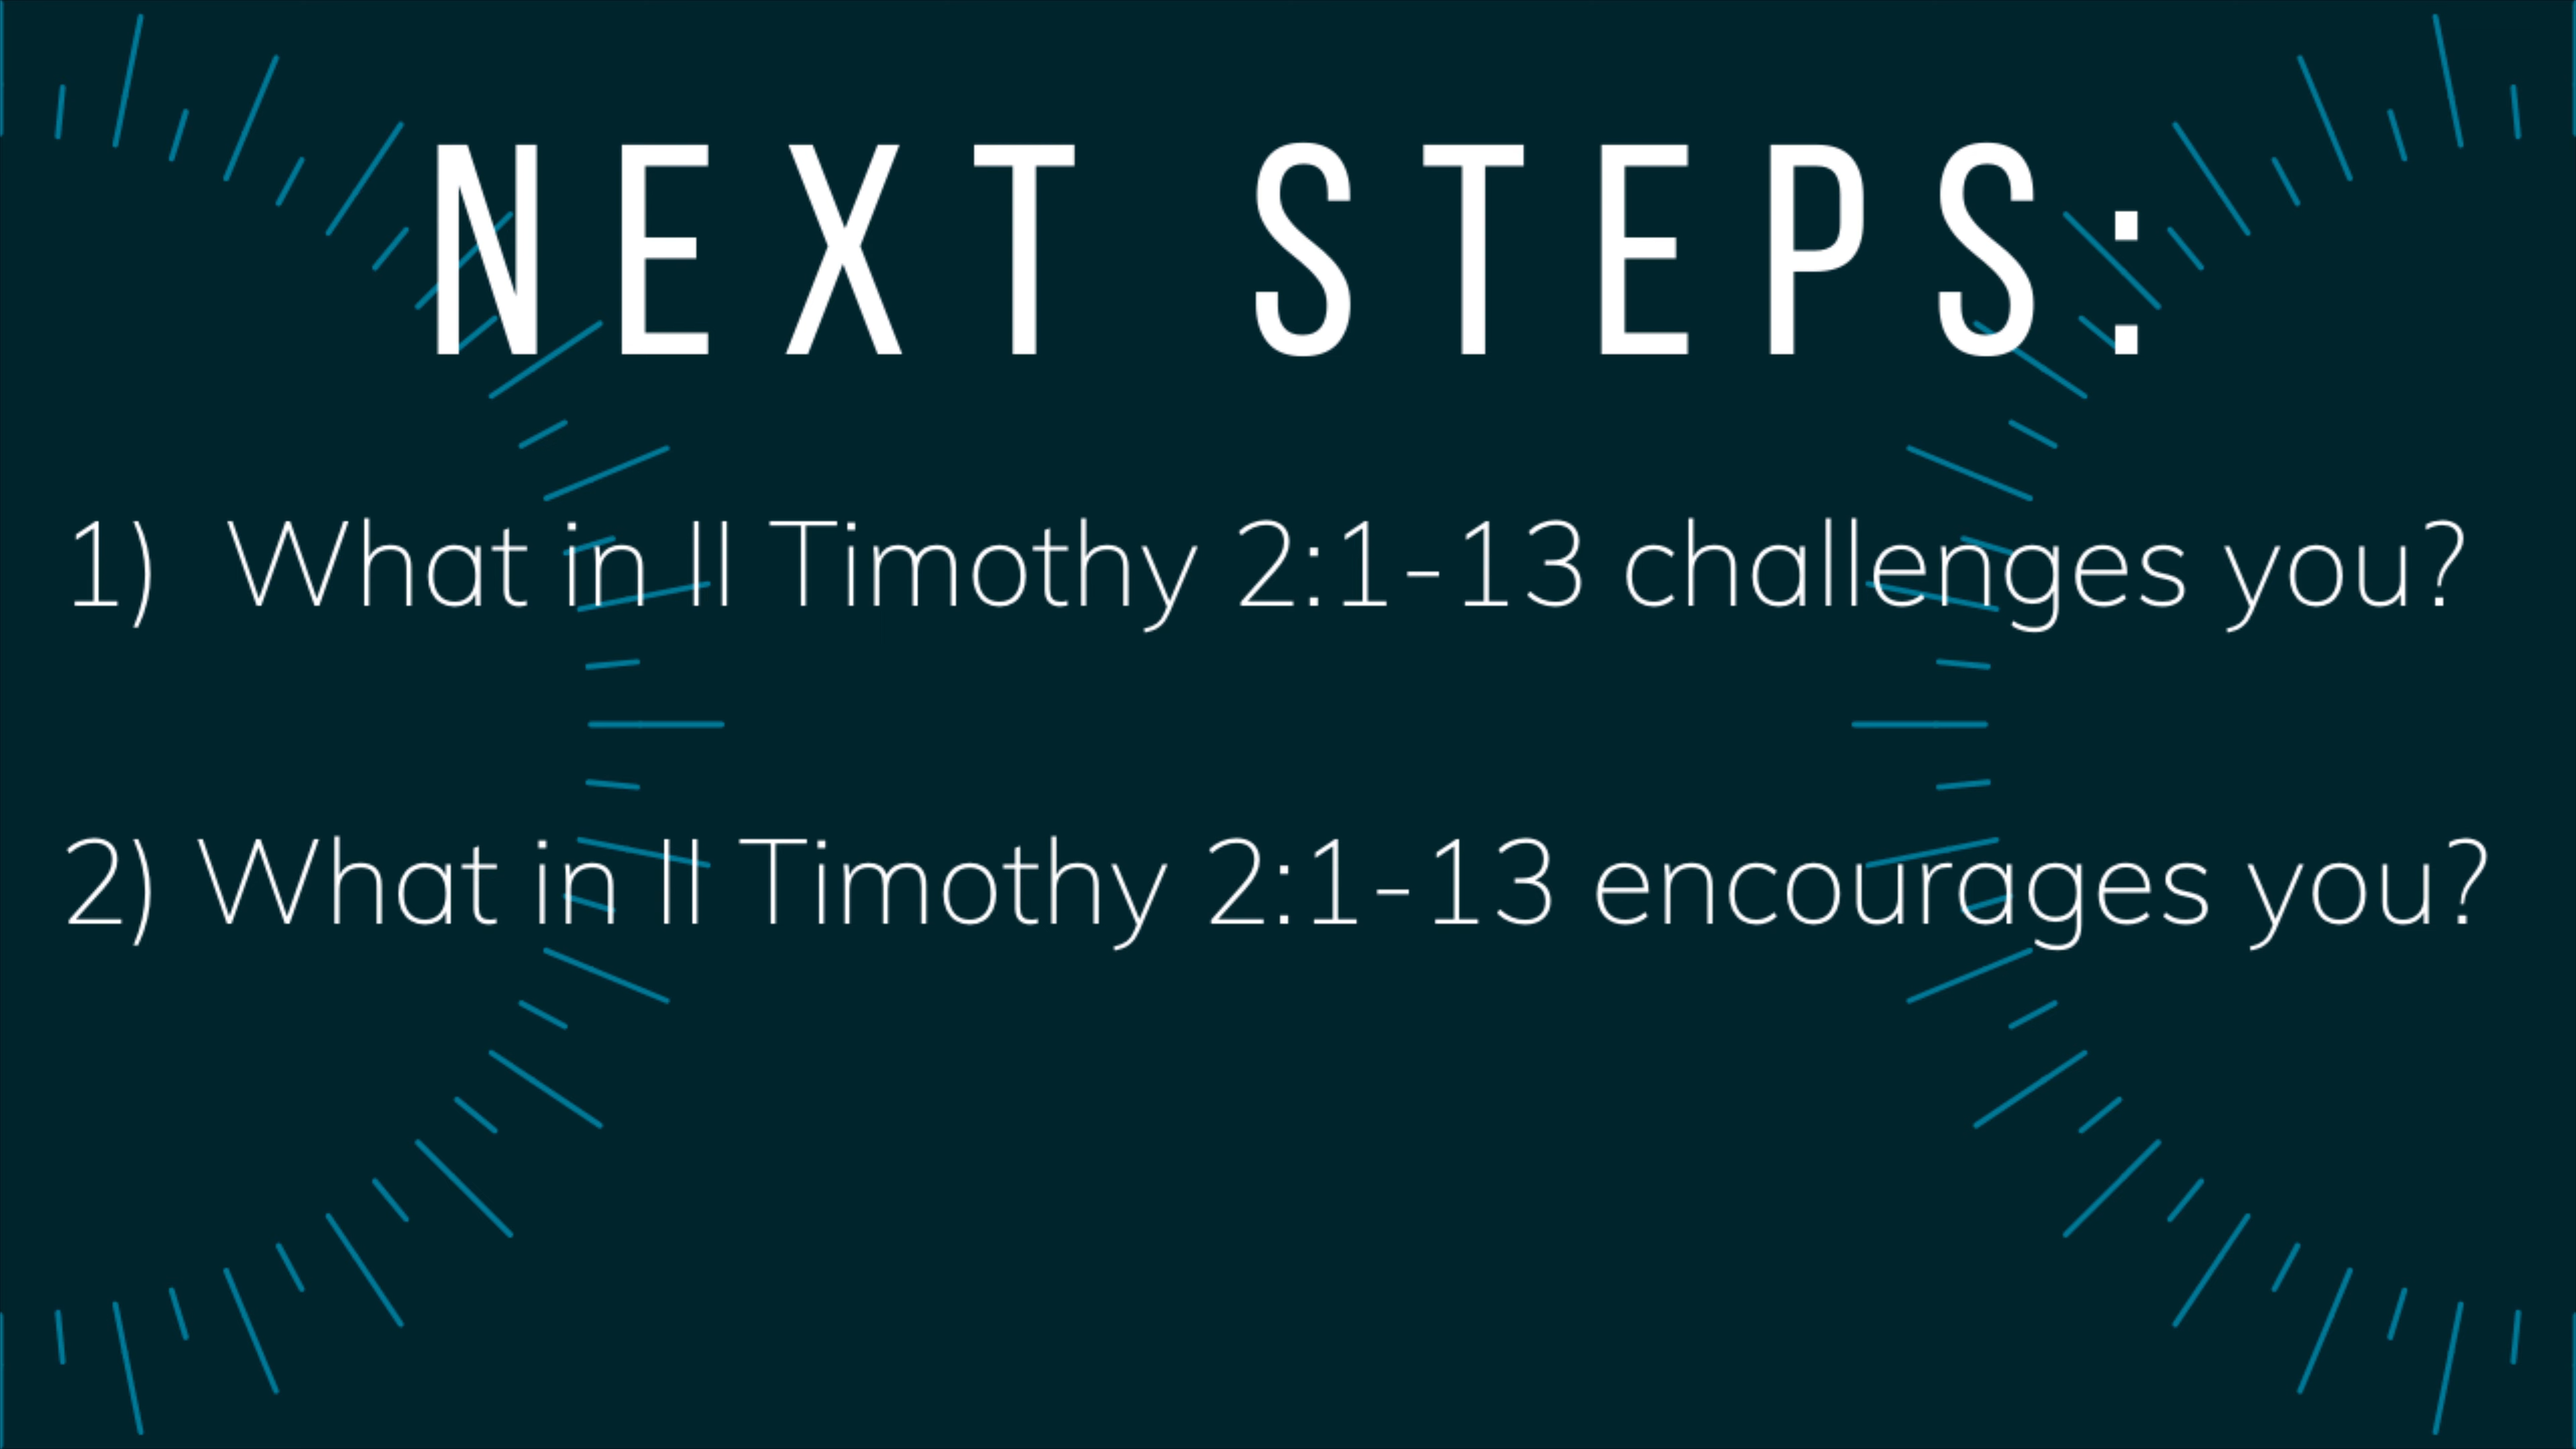 NEXT STEPS:
1) What in II Timothy 2:1-13 challenges you?
2) What in II Timothy 2:1-13 encourages you?